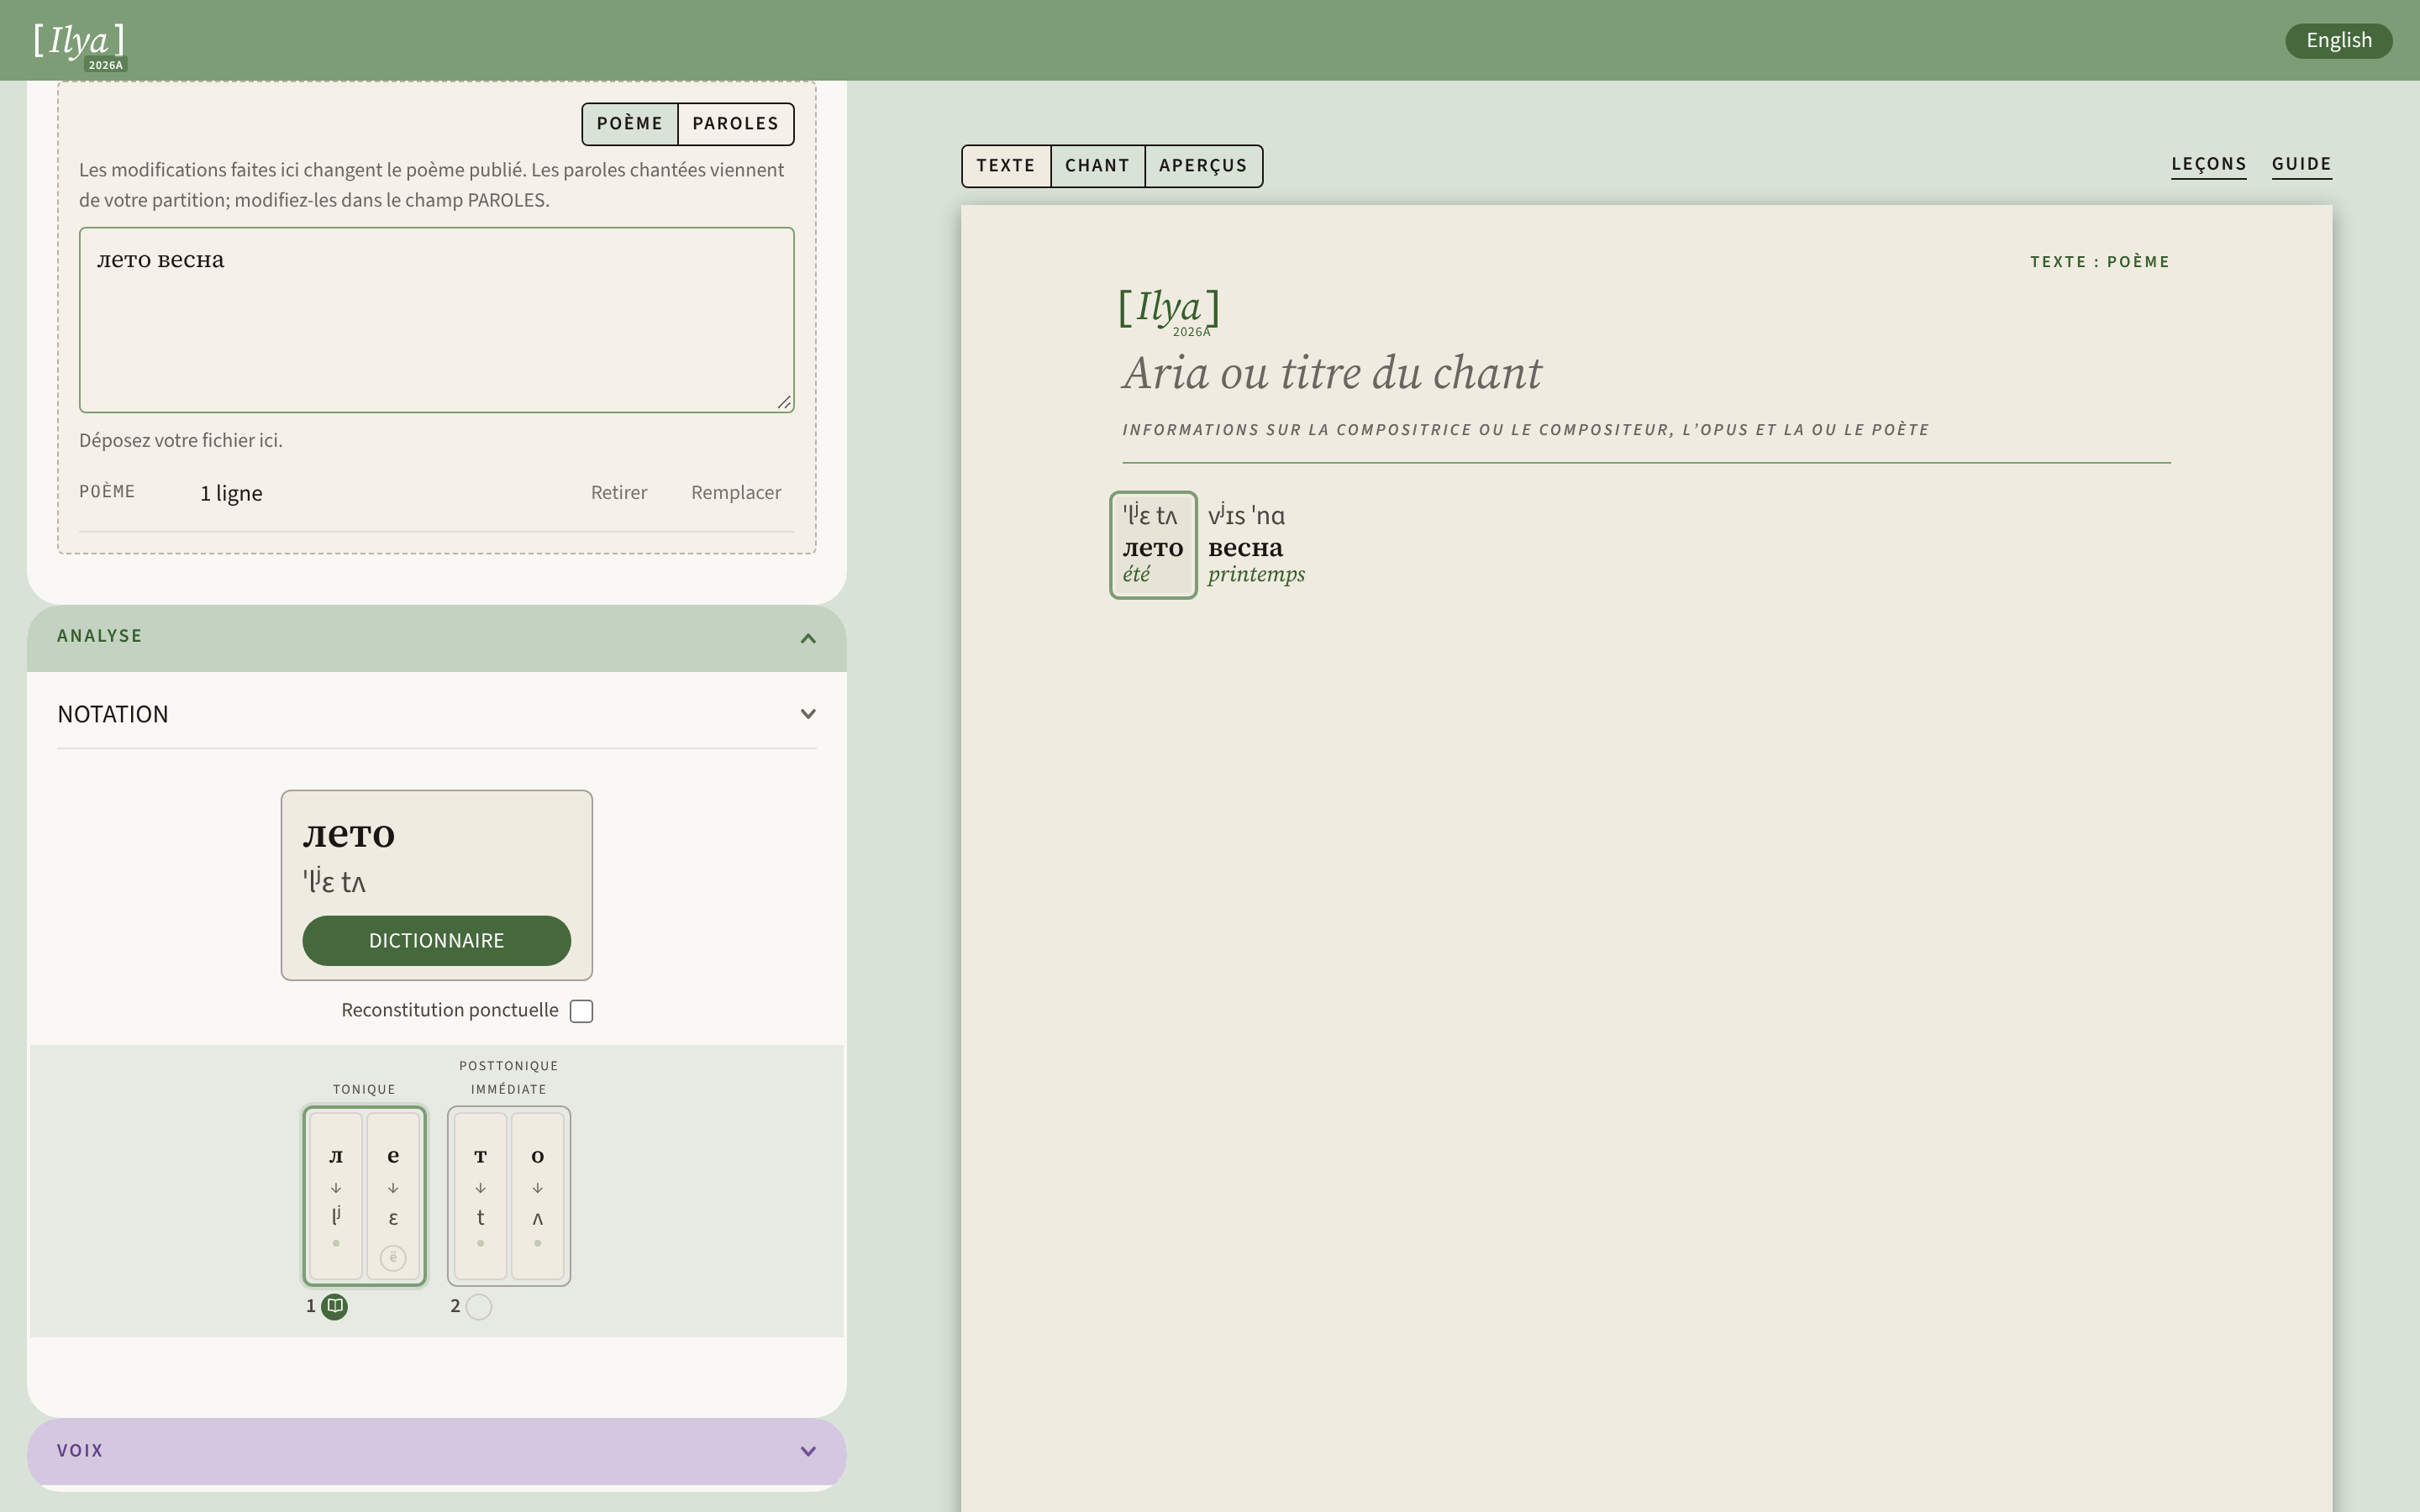 [Ilya]
2026A
English
POÈME PAROLES
Les modifications faites ici changent le poème publié. Les paroles chantées viennent
de votre partition; modifiez-les dans le champ PAROLES.
лето весна
Déposez votre fichier ici.
POÈME 1 ligne Retirer Remplacer
ANALYSE
NOTATION
лето
ˈlʲɛ tʌ
DICTIONNAIRE
Reconstitution ponctuelle
TONIQUE POSTTONIQUE IMMÉDIATE
л е т о
↓ ↓ ↓ ↓
lʲ ɛ t ʌ
ё
1 2
VOIX
TEXTE CHANT APERÇUS LEÇONS GUIDE
TEXTE : POÈME
[Ilya]
2026A
Aria ou titre du chant
INFORMATIONS SUR LA COMPOSITRICE OU LE COMPOSITEUR, L’OPUS ET LA OU LE POÈTE
ˈlʲɛ tʌ vʲɪs ˈnɑ
лето весна
été printemps